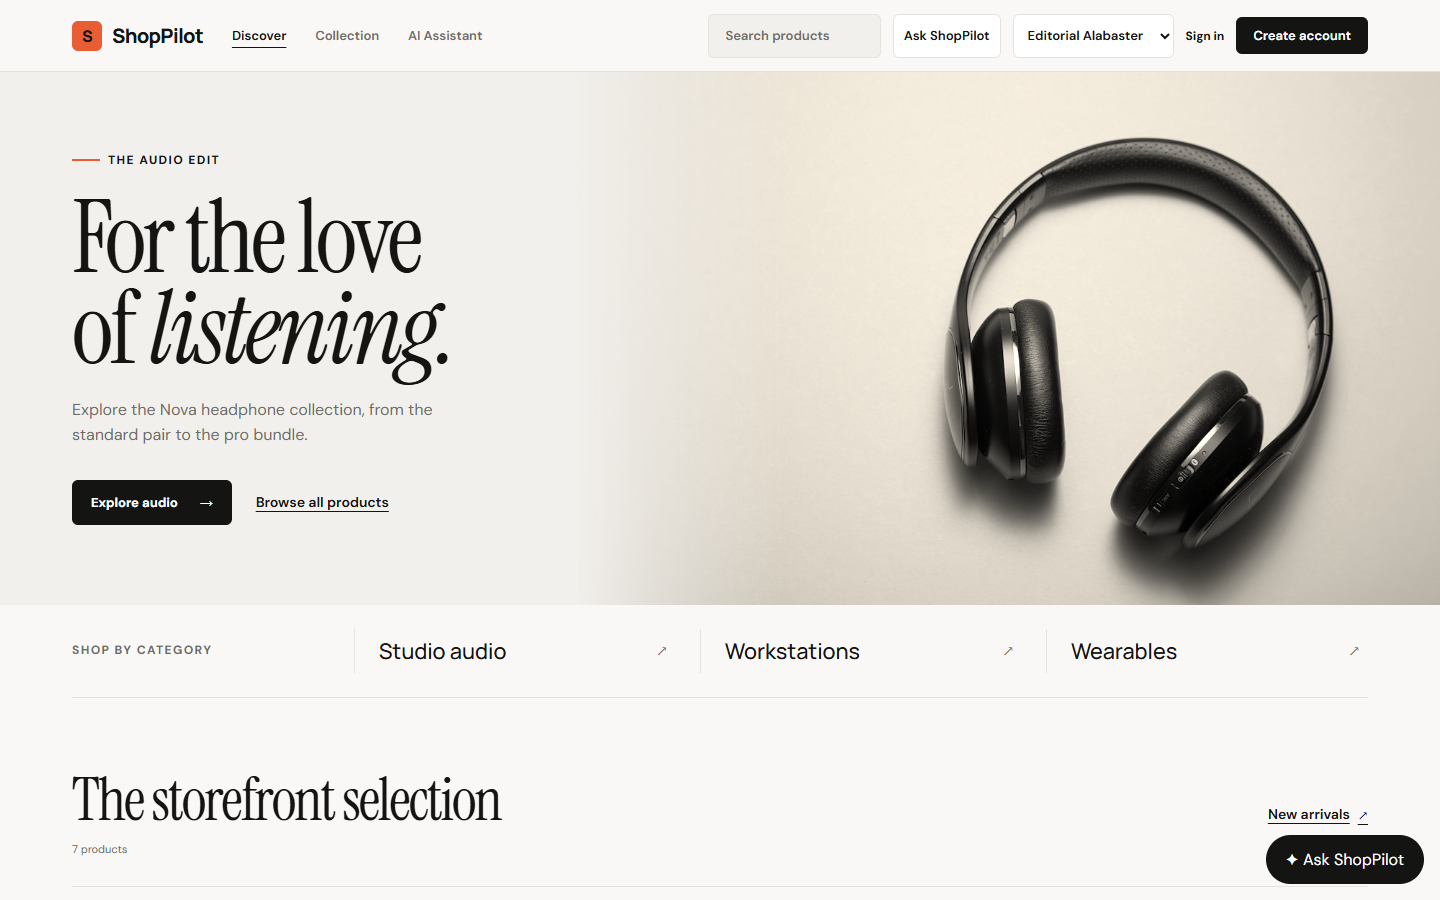 S ShopPilot Discover Collection AI Assistant Search products Ask ShopPilot Editorial Alabaster Sign in Create account
THE AUDIO EDIT
For the love
of listening.
Explore the Nova headphone collection, from the
standard pair to the pro bundle.
Explore audio → Browse all products
SHOP BY CATEGORY Studio audio ↗ Workstations ↗ Wearables ↗
The storefront selection
New arrivals ↗
7 products
✦ Ask ShopPilot